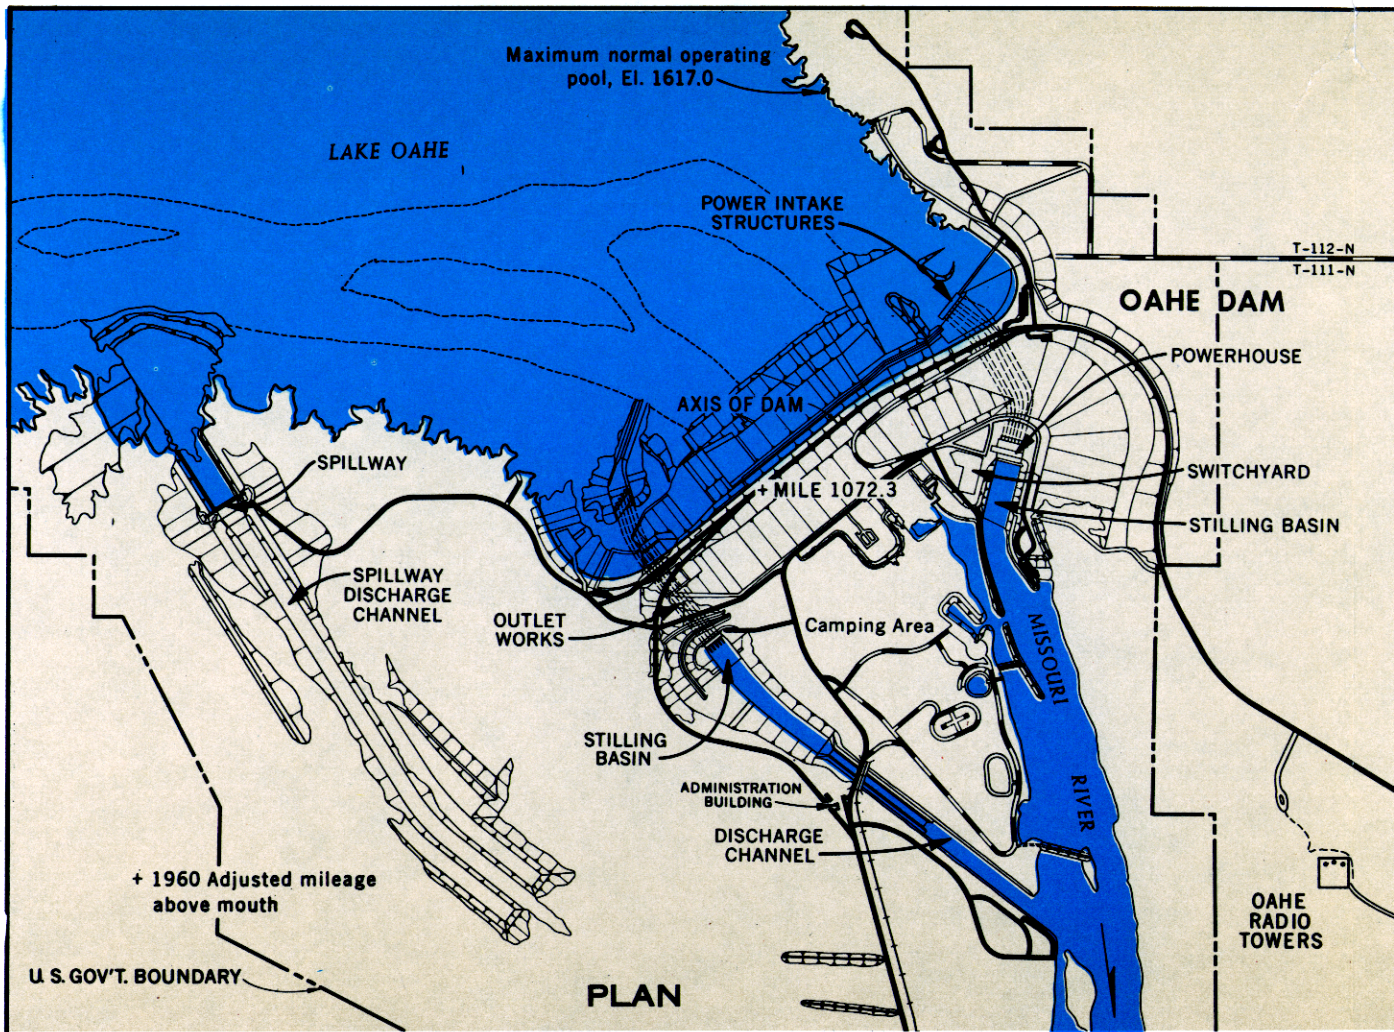 Maximum normal operating
pool, El. 1617.0
LAKE OAHE
POWER INTAKE
STRUCTURES
T-112-N
T-111-N
OAHE DAM
POWERHOUSE
AXIS OF DAM
SPILLWAY
SWITCHYARD
+ MILE 1072.3
STILLING BASIN
SPILLWAY
DISCHARGE
CHANNEL
OUTLET
WORKS
Camping Area
MISSOURI
RIVER
STILLING
BASIN
ADMINISTRATION
BUILDING
DISCHARGE
CHANNEL
+ 1960 Adjusted mileage
above mouth
OAHE
RADIO
TOWERS
U. S. GOV'T. BOUNDARY
PLAN